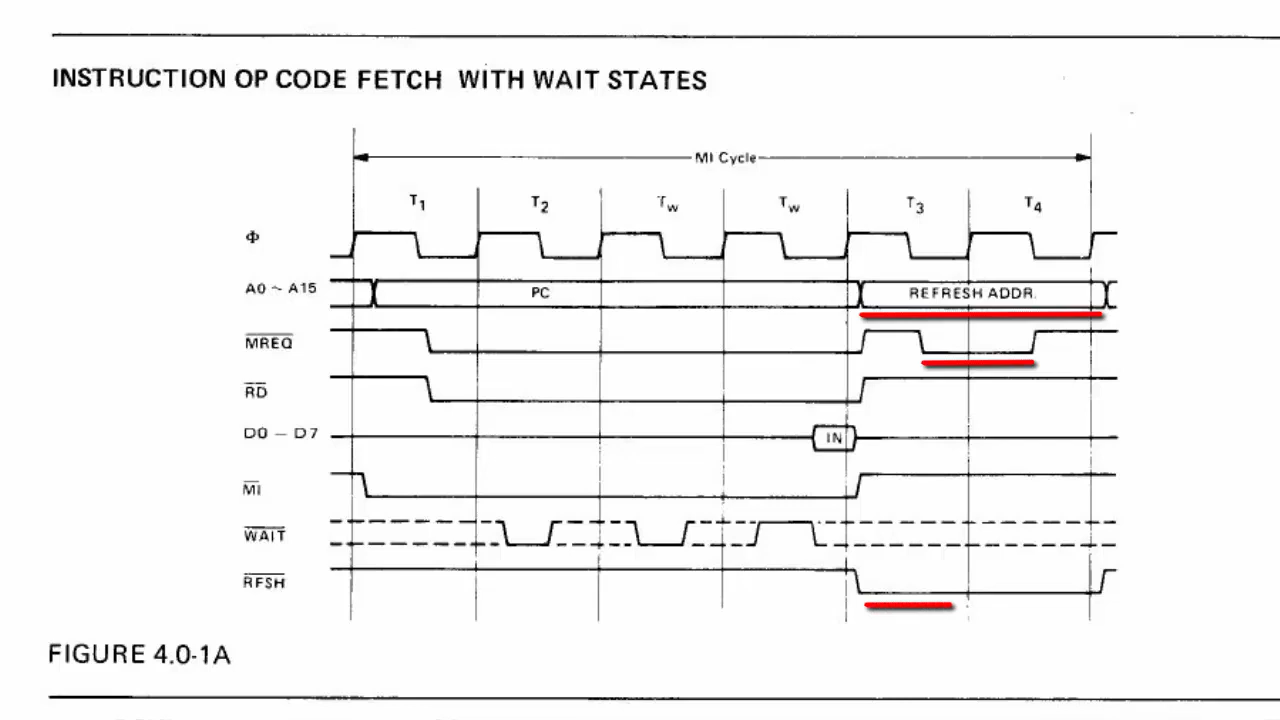 INSTRUCTION OP CODE FETCH WITH WAIT STATES
MI Cycle
T1 T2 Tw Tw T3 T4
Φ
A0 ~ A15 PC REFRESH ADDR.
MREQ
RD
D0 – D7 IN
MI
WAIT
RFSH
FIGURE 4.0-1A